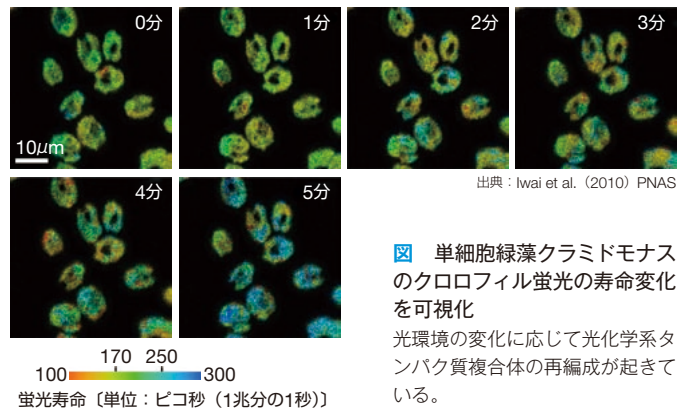 0分
1分
2分
3分
10μm
出典：Iwai et al.（2010）PNAS
4分
5分
図　単細胞緑藻クラミドモナス
のクロロフィル蛍光の寿命変化
を可視化
光環境の変化に応じて光化学系タ
ンパク質複合体の再編成が起きて
いる。
170 250
100 300
蛍光寿命〔単位：ピコ秒（1兆分の1秒）〕